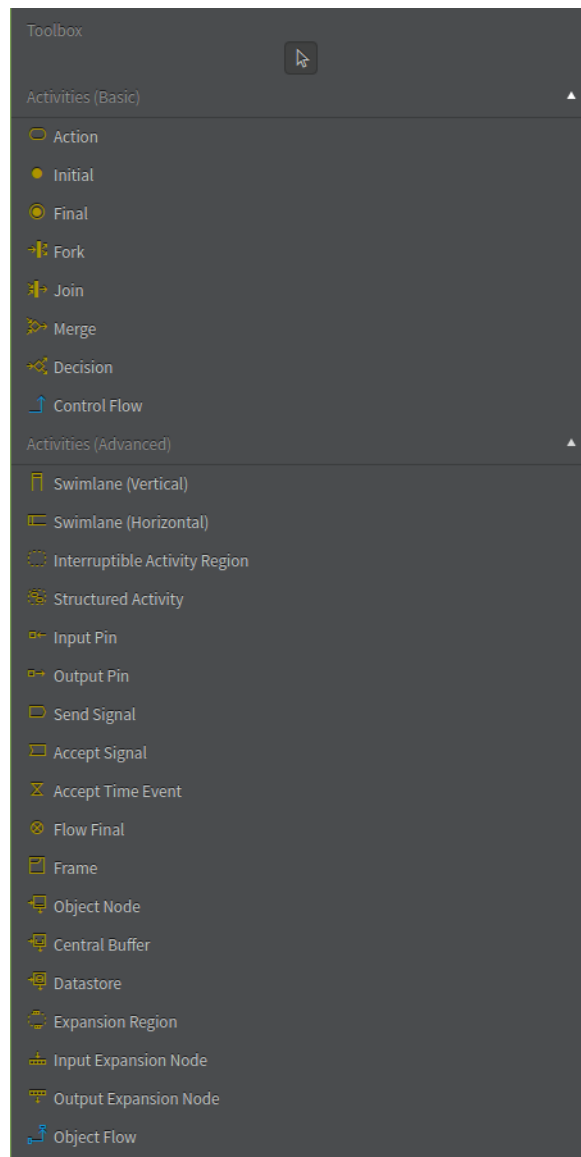 Toolbox
Activities (Basic)
Action
Initial
Final
Fork
Join
Merge
Decision
Control Flow
Activities (Advanced)
Swimlane (Vertical)
Swimlane (Horizontal)
Interruptible Activity Region
Structured Activity
Input Pin
Output Pin
Send Signal
Accept Signal
Accept Time Event
Flow Final
Frame
Object Node
Central Buffer
Datastore
Expansion Region
Input Expansion Node
Output Expansion Node
Object Flow